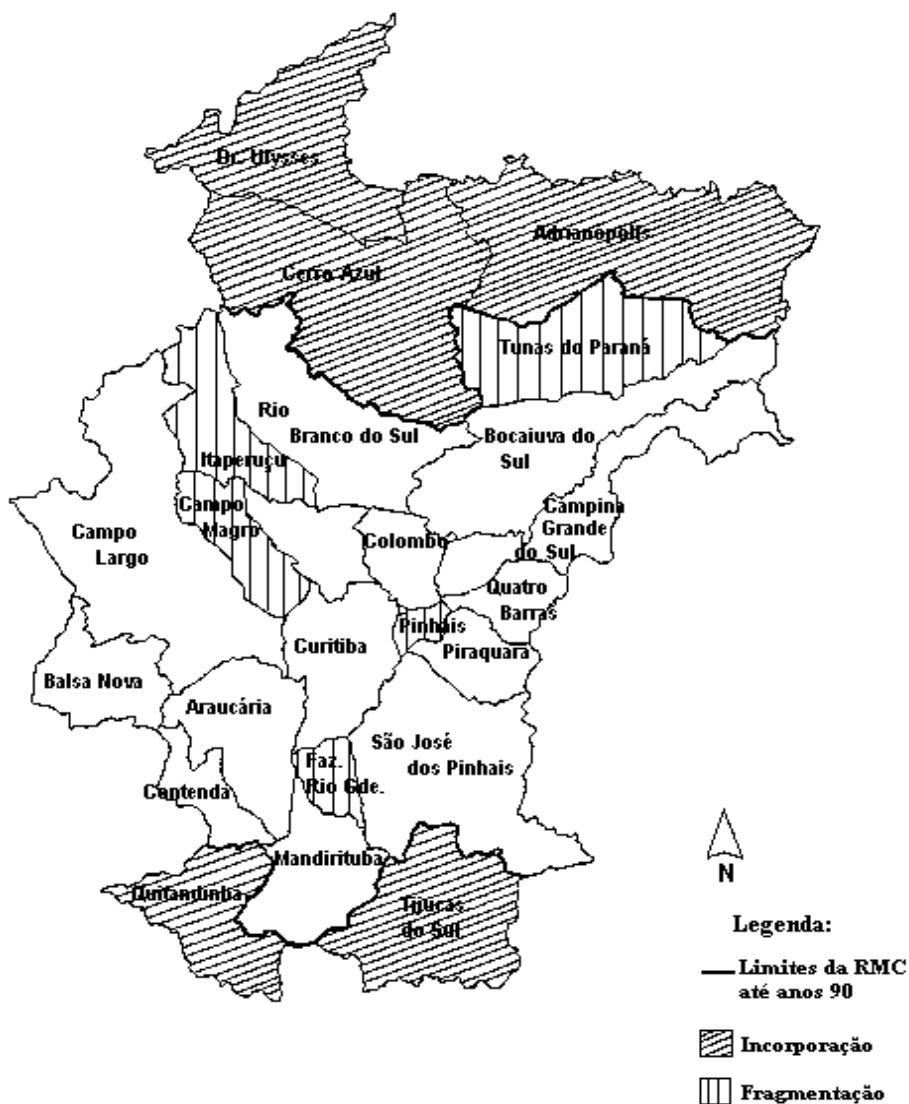 Dr. Ulysses
Adrianópolis
Cerro Azul
Tunas do Paraná
Rio
Branco do Sul
Bocaiuva do
Sul
Itaperuçu
Campo
Magro
Campina
Grande
do Sul
Campo
Largo
Colombo
Quatro
Barras
Pinhais
Piraquara
Curitiba
Balsa Nova
Araucária
São José
dos Pinhais
Faz.
Rio Gde.
Contenda
Mandirituba
Quitandinha
Tijucas
do Sul
N
Legenda:
Limites da RMC
até anos 90
Incorporação
Fragmentação